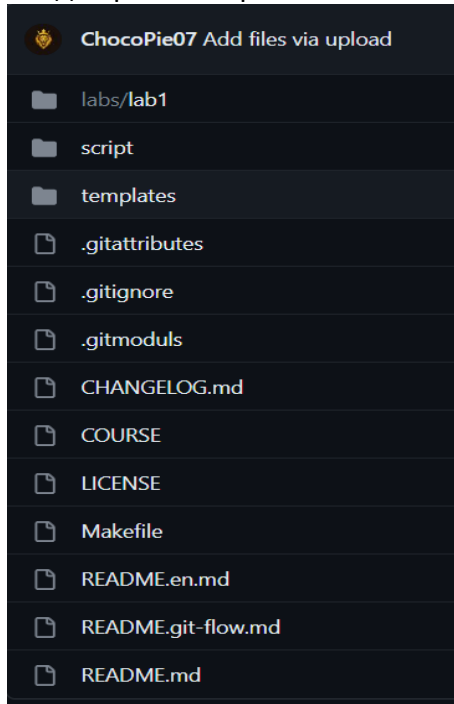 ChocoPie07 Add files via upload
labs/lab1
script
templates
.gitattributes
.gitignore
.gitmoduls
CHANGELOG.md
COURSE
LICENSE
Makefile
README.en.md
README.git-flow.md
README.md